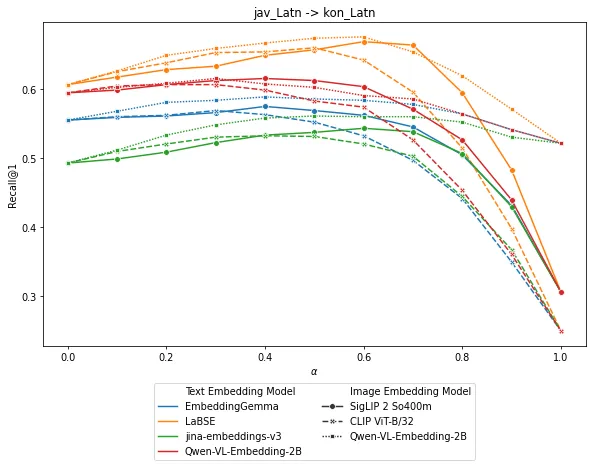 jav_Latn -> kon_Latn
Recall@1
0.6
0.5
0.4
0.3
0.0 0.2 0.4 0.6 0.8 1.0
α
Text Embedding Model
EmbeddingGemma
LaBSE
jina-embeddings-v3
Qwen-VL-Embedding-2B
Image Embedding Model
SigLIP 2 So400m
CLIP ViT-B/32
Qwen-VL-Embedding-2B